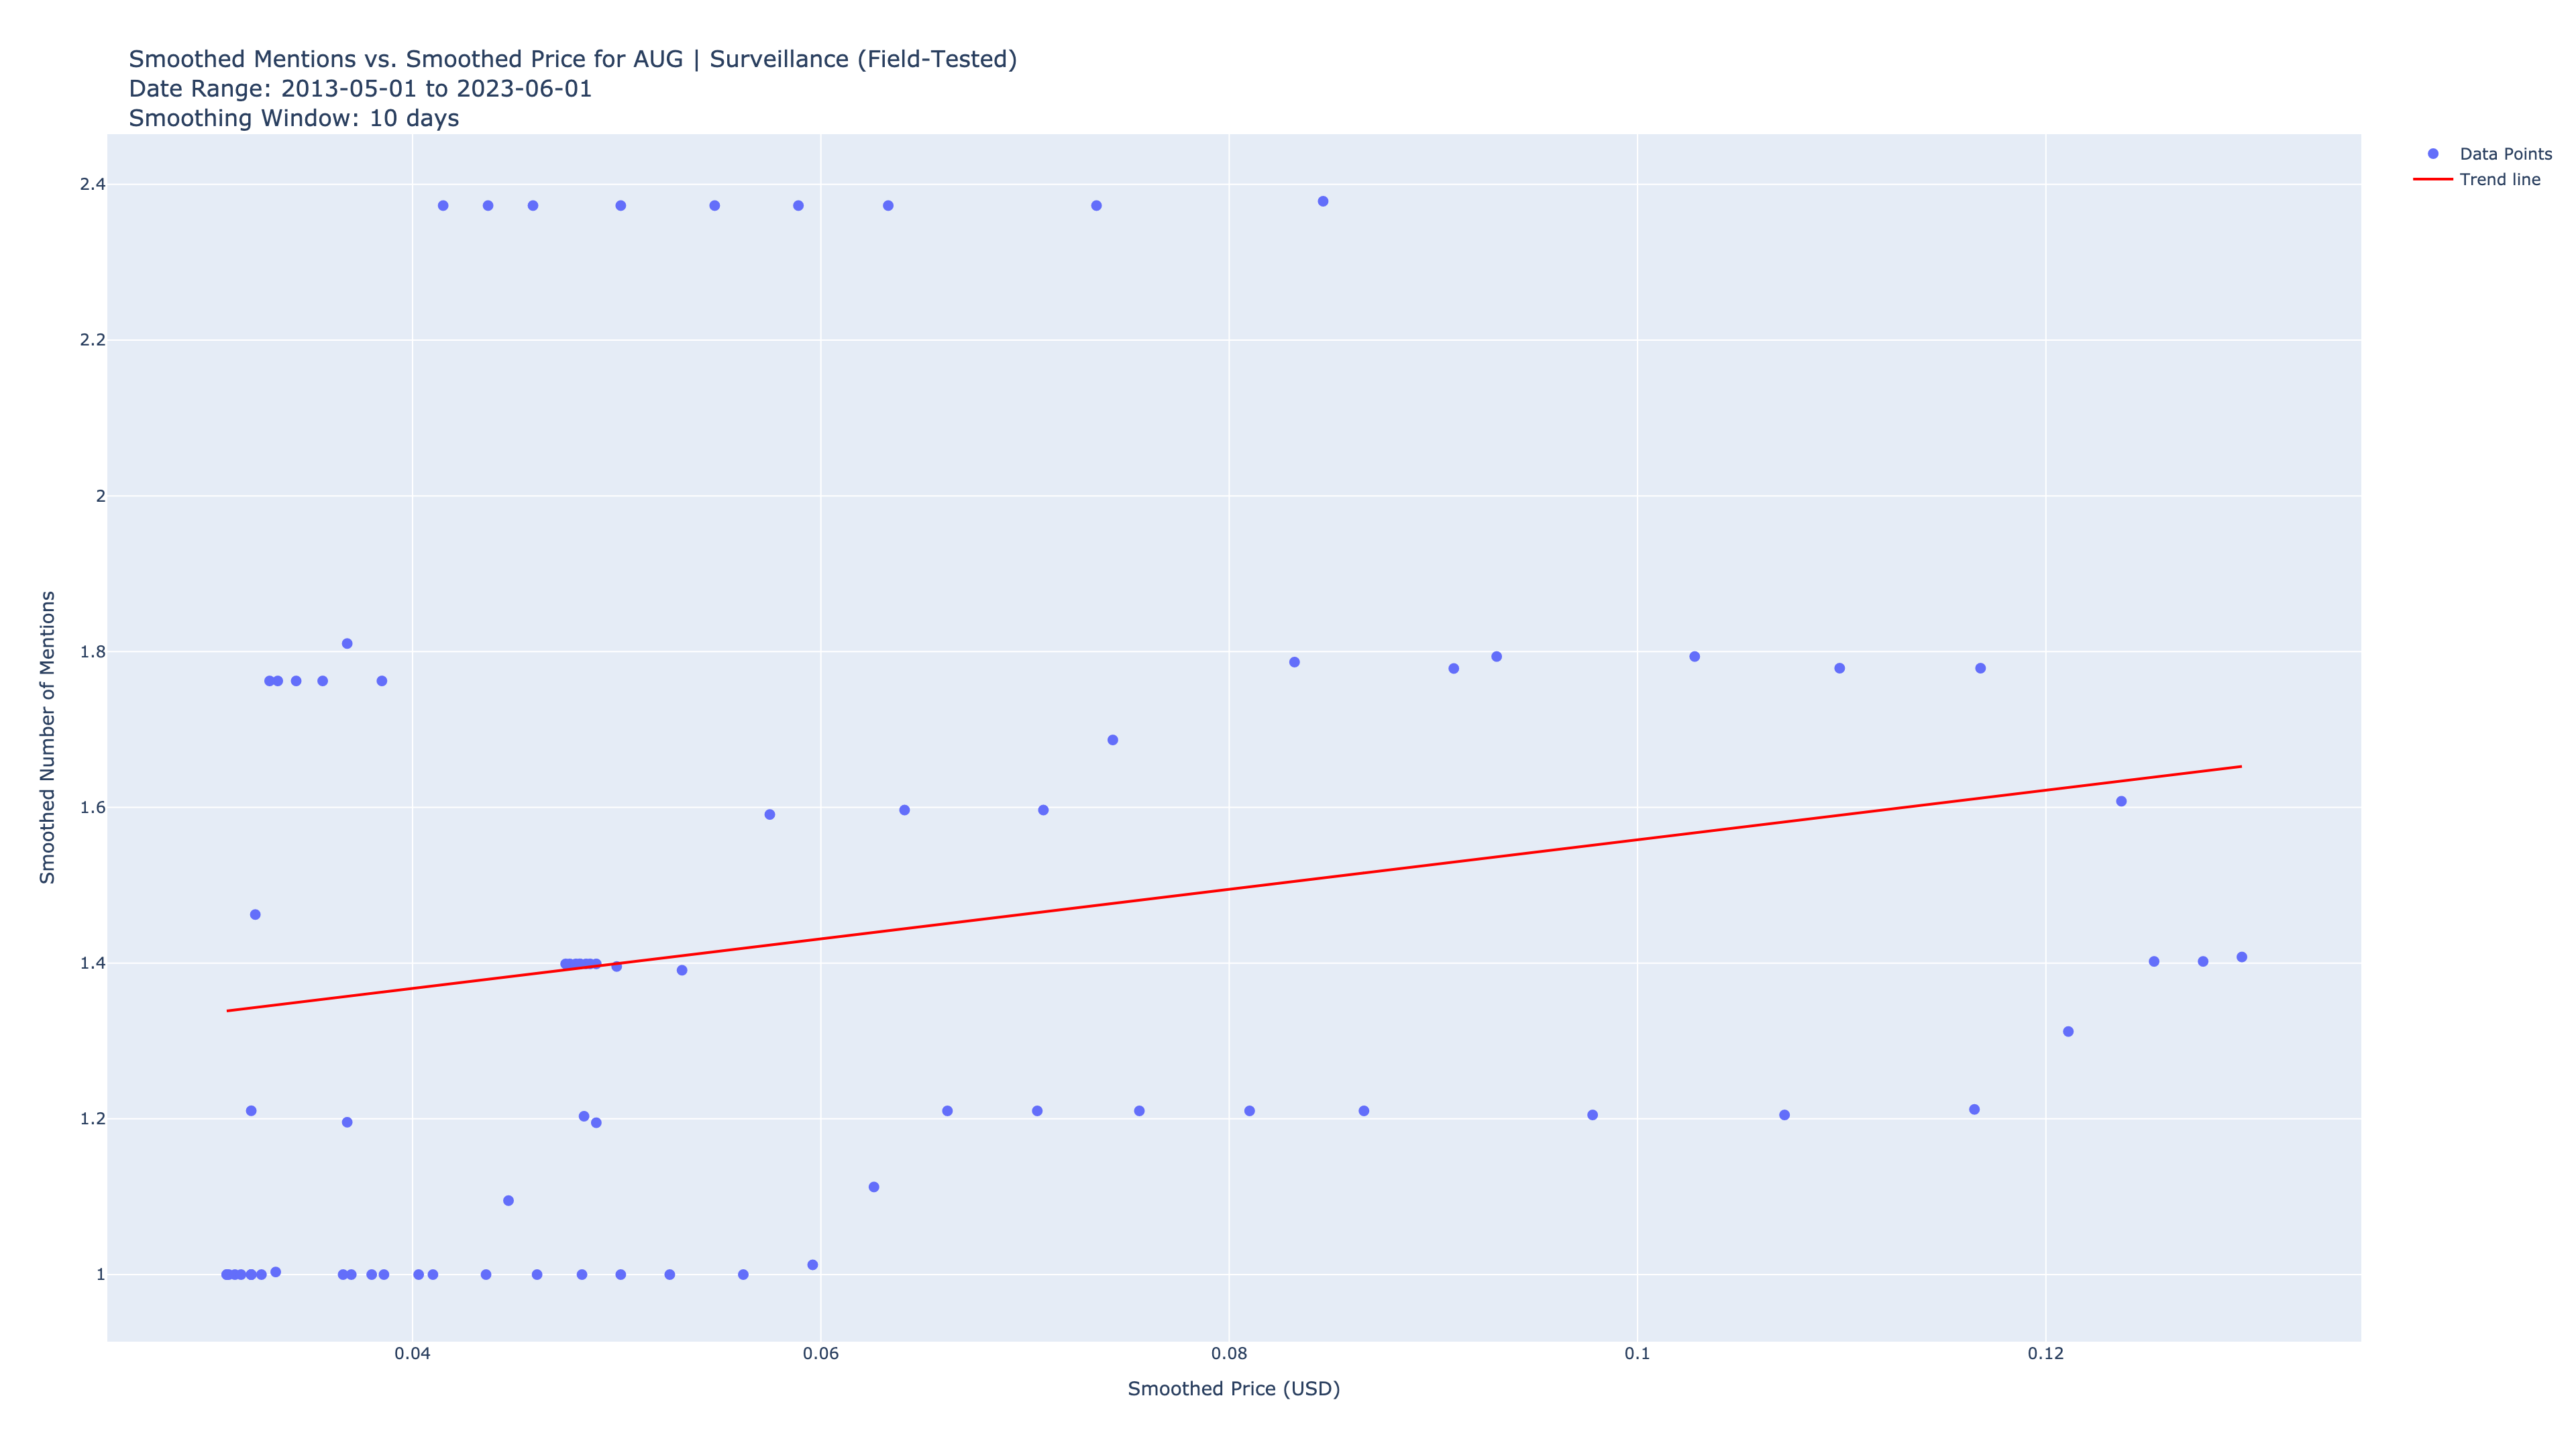 Smoothed Mentions vs. Smoothed Price for AUG | Surveillance (Field-Tested)
Date Range: 2013-05-01 to 2023-06-01
Smoothing Window: 10 days
Data Points
Trend line
2.4
2.2
2
1.8
1.6
1.4
1.2
1
Smoothed Number of Mentions
0.04
0.06
0.08
0.1
0.12
Smoothed Price (USD)